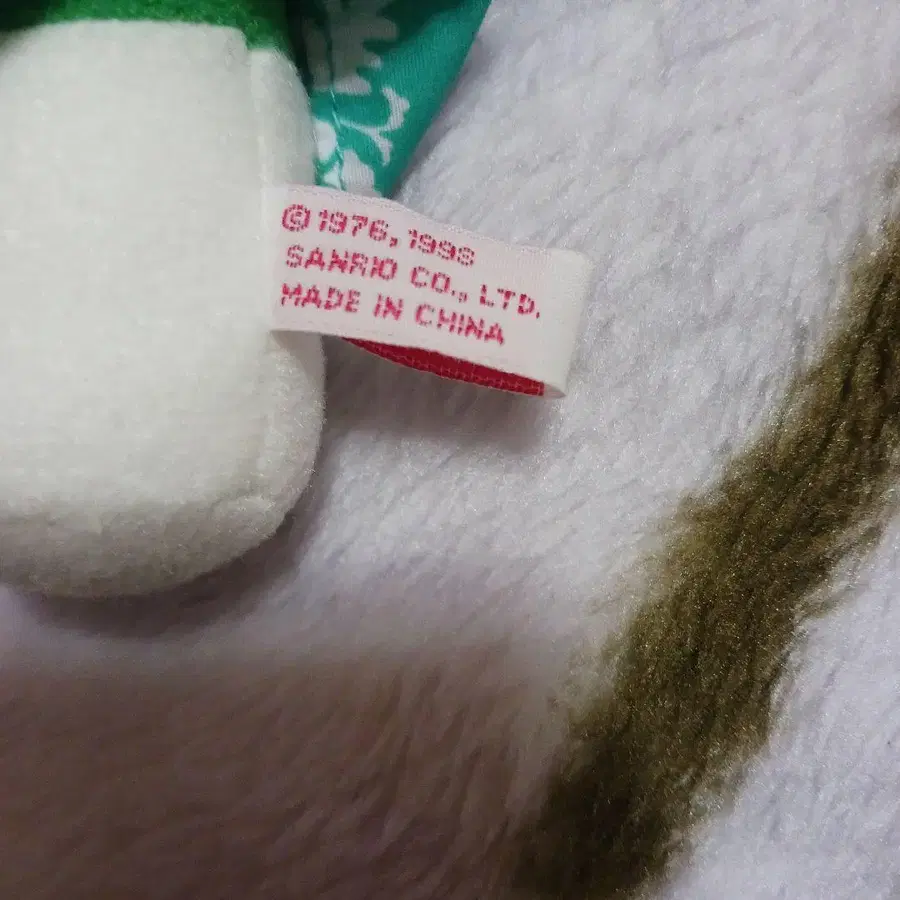 ©1976, 1998
SANRIO CO., LTD.
MADE IN CHINA